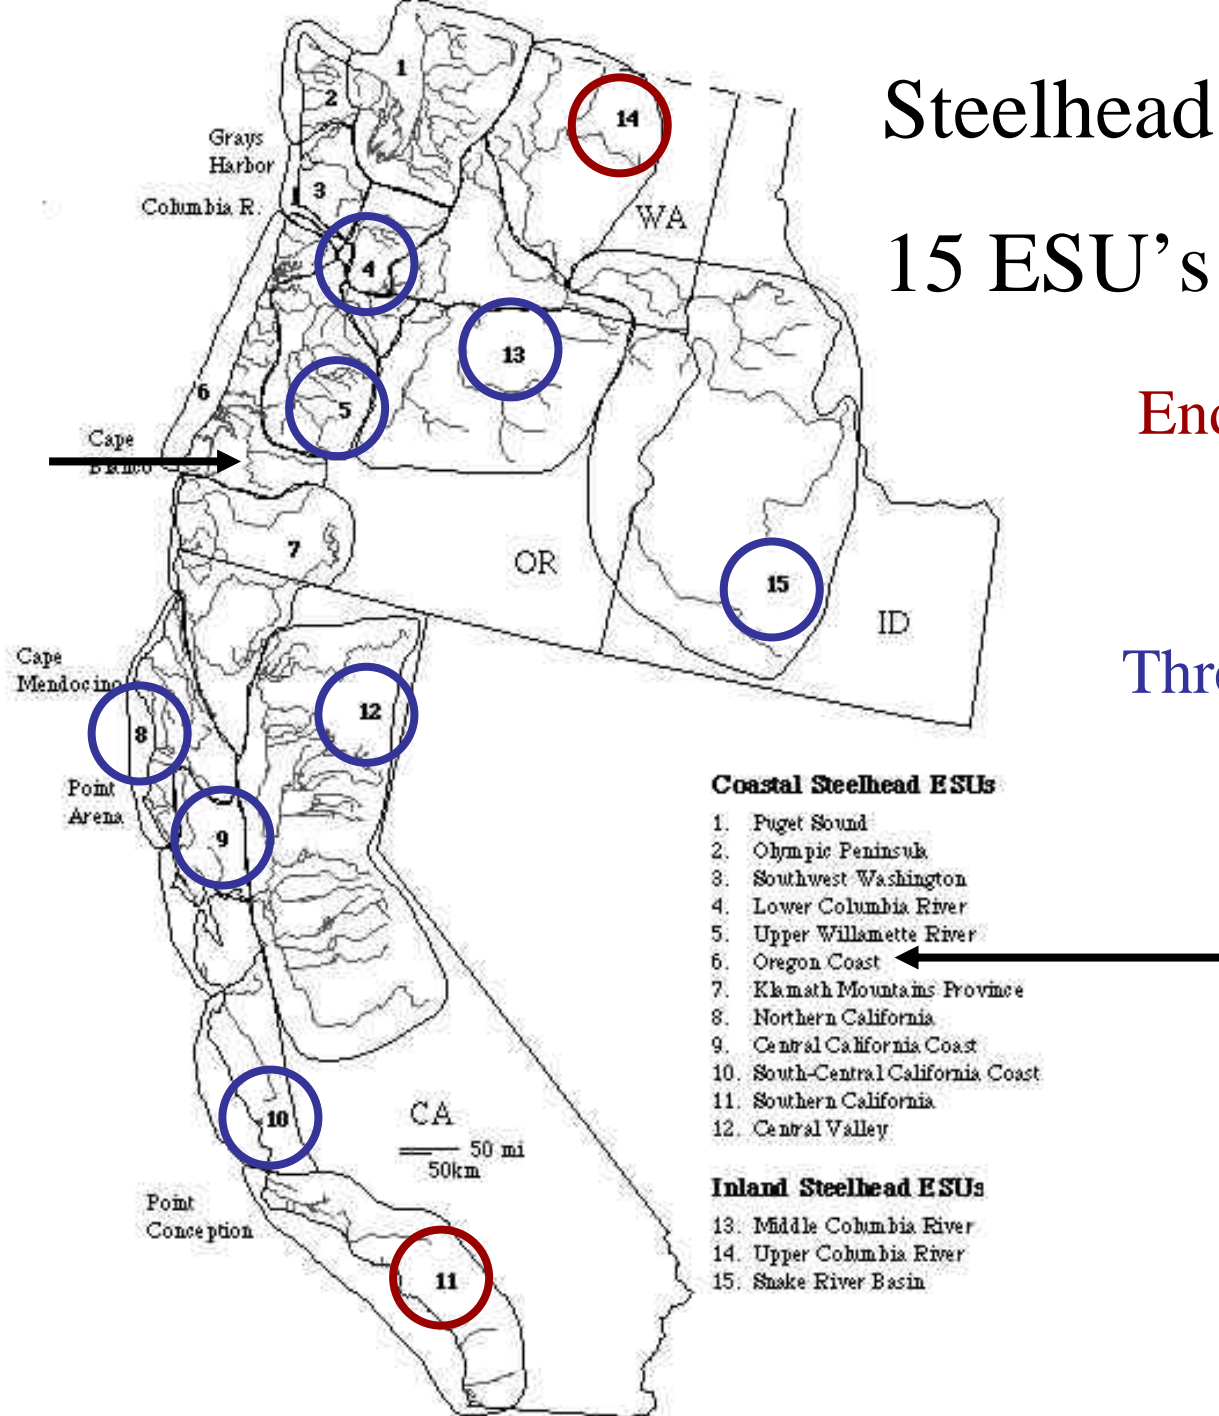 Steelhead
15 ESU's
1
2
14
Grays
Harbor
3
Columbia R.
WA
4
13
6
5
Cape
Blanco
7
OR
15
ID
Cape
Mendocino
12
8
Point
Arena
9
10
CA
50 mi
50km
Point
Conception
11
Coastal Steelhead ESUs
1. Puget Sound
2. Olympic Peninsula
3. Southwest Washington
4. Lower Columbia River
5. Upper Willamette River
6. Oregon Coast
7. Klamath Mountains Province
8. Northern California
9. Central California Coast
10. South-Central California Coast
11. Southern California
12. Central Valley
Inland Steelhead ESUs
13. Middle Columbia River
14. Upper Columbia River
15. Snake River Basin